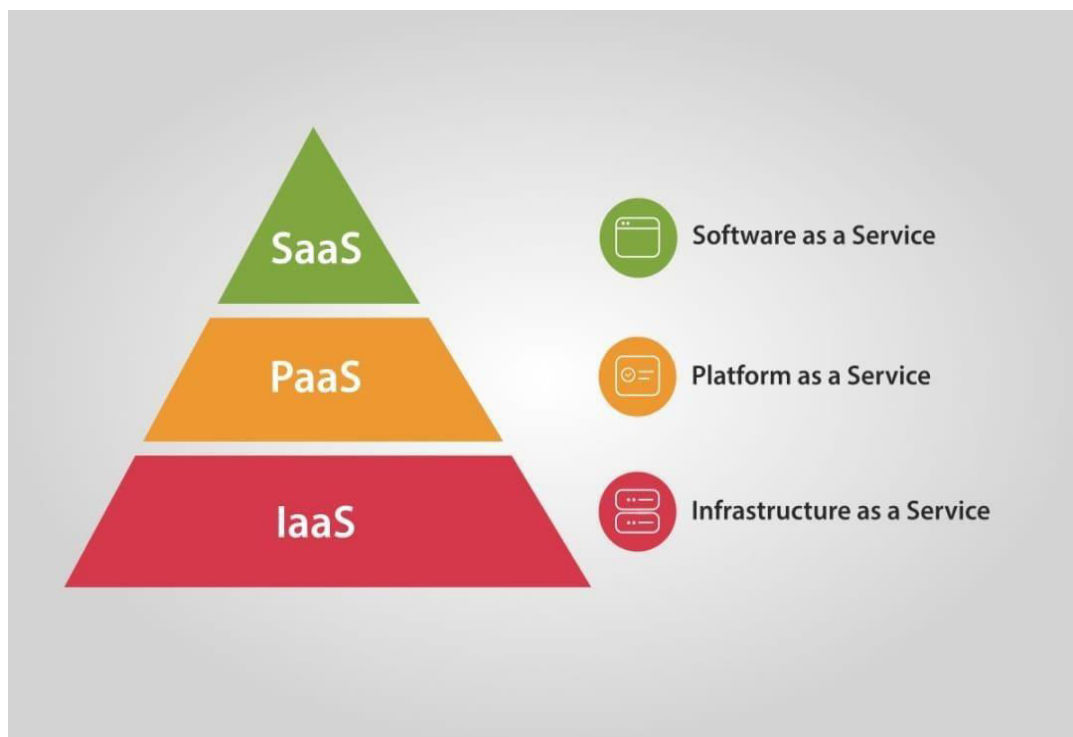 SaaS
Software as a Service
PaaS
Platform as a Service
IaaS
Infrastructure as a Service